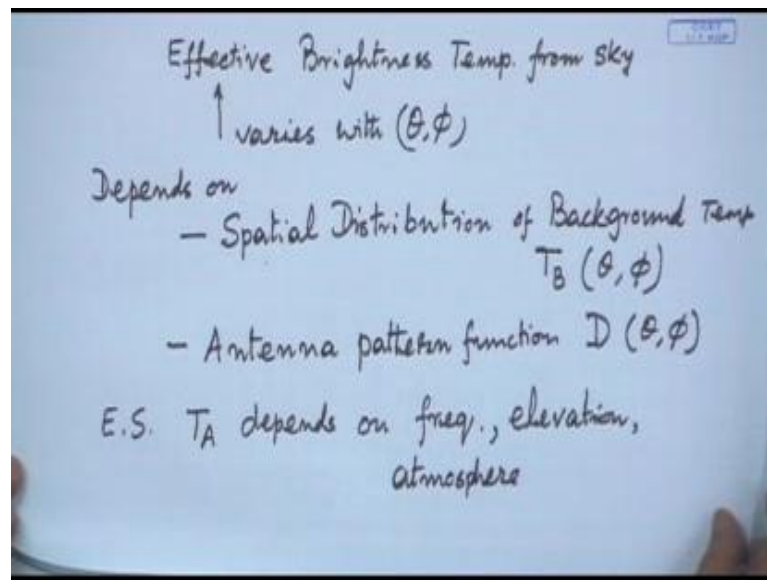 Effective Brightness Temp. from sky
↑ varies with (θ,φ)
Depends on
– Spatial Distribution of Background Temp
T_B (θ,φ)
– Antenna pattern function D (θ,φ)
E.S. T_A depends on freq., elevation,
atmosphere